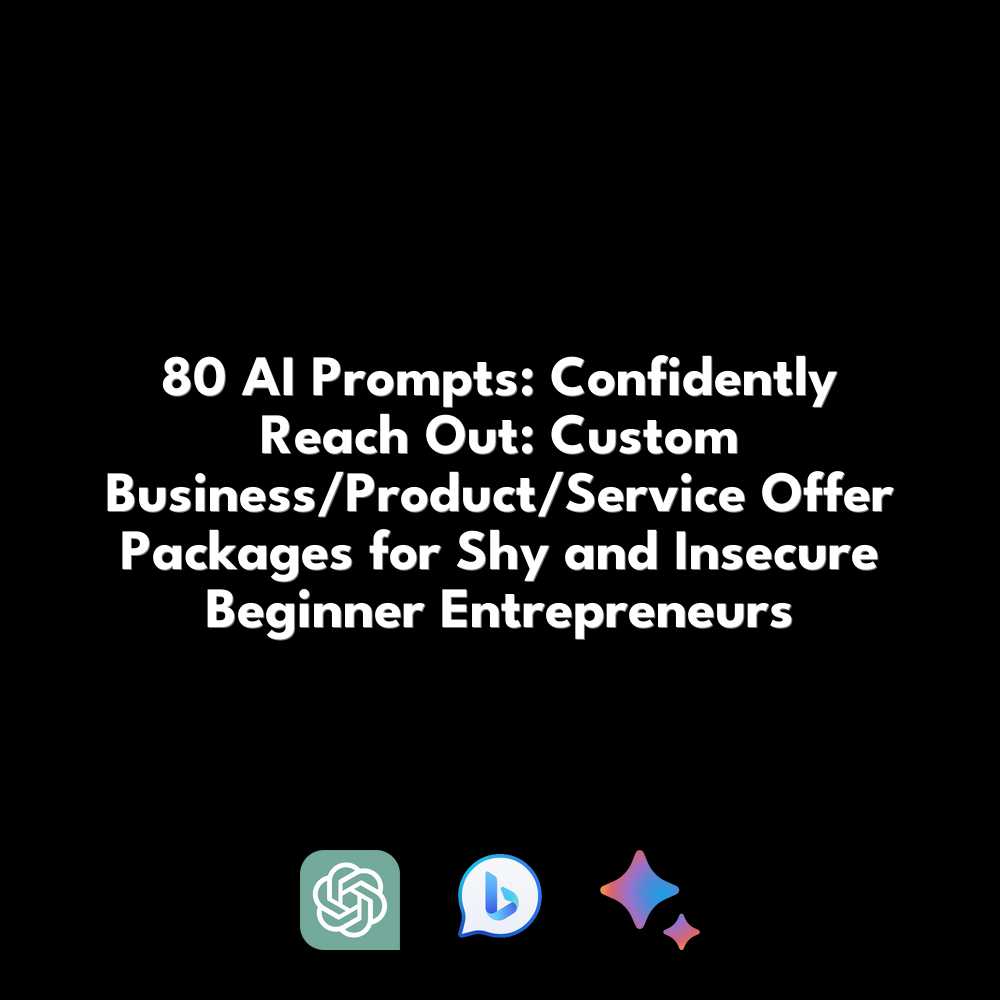 80 AI Prompts: Confidently
Reach Out: Custom
Business/Product/Service Offer
Packages for Shy and Insecure
Beginner Entrepreneurs